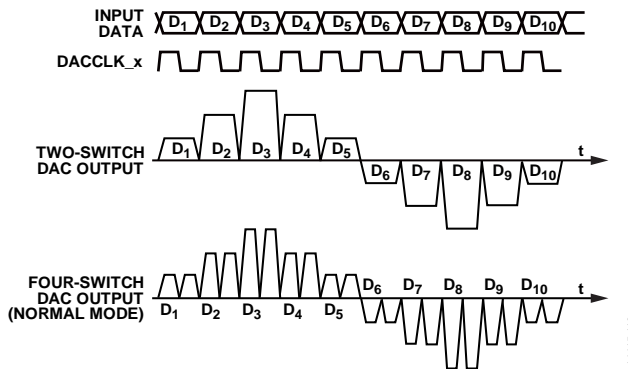 INPUT
DATA
D1 D2 D3 D4 D5 D6 D7 D8 D9 D10
DACCLK_x
TWO-SWITCH
DAC OUTPUT
D1 D2 D3 D4 D5 D6 D7 D8 D9 D10 t
FOUR-SWITCH
DAC OUTPUT
(NORMAL MODE)
D6 D7 D8 D9 D10 t
D1 D2 D3 D4 D5